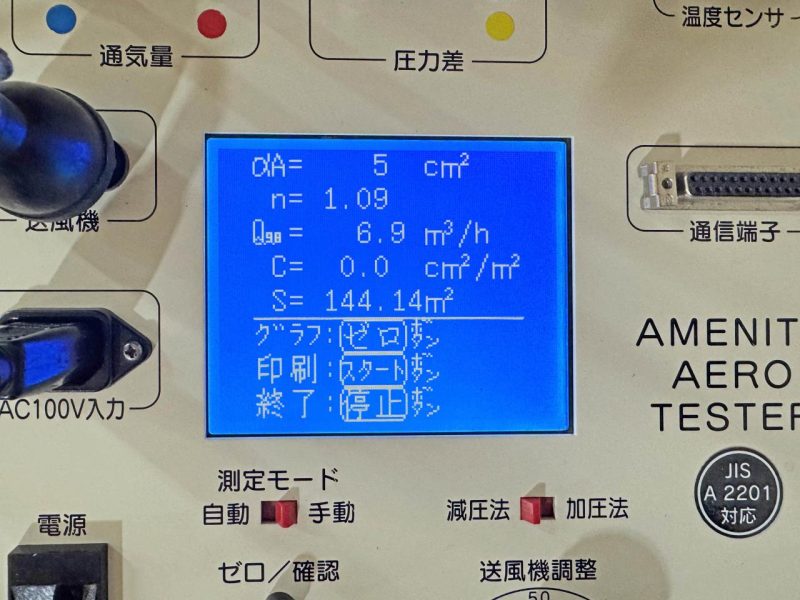 通気量
圧力差
温度センサ
αA= 5 cm²
n= 1.09
Q98= 6.9 m³/h
C= 0.0 cm²/m²
S= 144.14m²
グラフ:ゼロボタン
印刷:スタートボタン
終了:停止ボタン
送風機
通信端子
AC100V入力
AMENIT
AERO
TESTER
JIS
A 2201
対応
測定モード
自動 手動
減圧法 加圧法
電源
ゼロ/確認
送風機調整
50